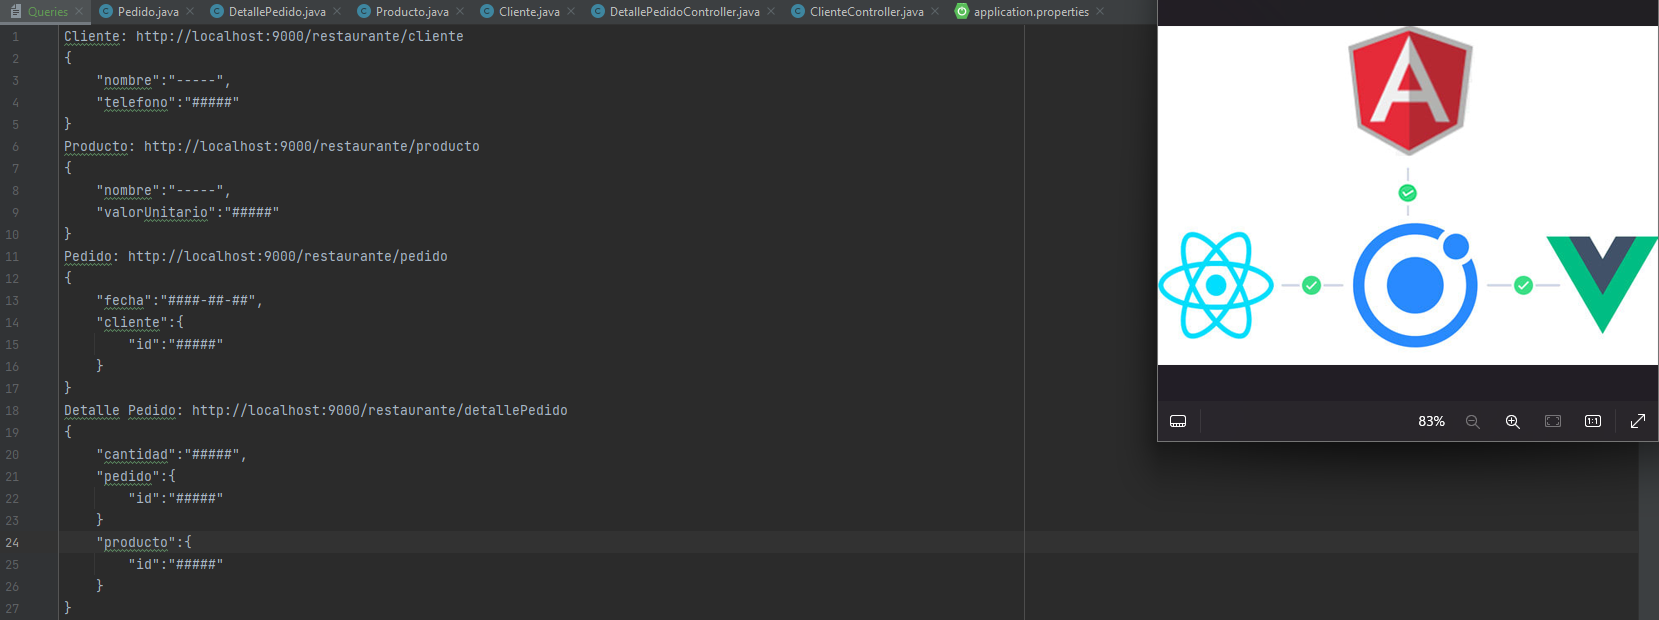 Queries Pedido.java DetallePedido.java Producto.java Cliente.java DetallePedidoController.java ClienteController.java application.properties
1 Cliente: http://localhost:9000/restaurante/cliente
2 {
3 "nombre":"-----",
4 "telefono":"#####"
5 }
6 Producto: http://localhost:9000/restaurante/producto
7 {
8 "nombre":"-----",
9 "valorUnitario":"#####"
10 }
11 Pedido: http://localhost:9000/restaurante/pedido
12 {
13 "fecha":"####-##-##",
14 "cliente":{
15 "id":"#####"
16 }
17 }
18 Detalle Pedido: http://localhost:9000/restaurante/detallePedido
19 {
20 "cantidad":"#####",
21 "pedido":{
22 "id":"#####"
23 }
24 "producto":{
25 "id":"#####"
26 }
27 }
A
83% 1:1